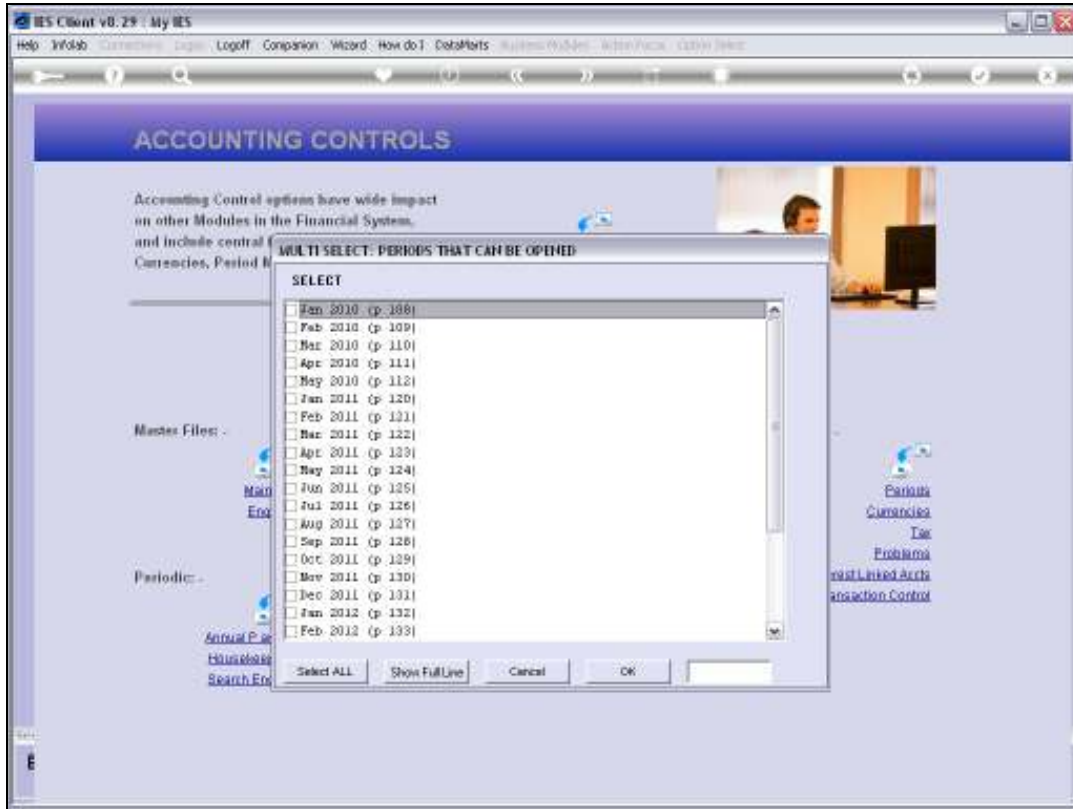 IES Client v8.29 : My IES
Help Infolab Logoff Companion Wizard How do I DataMarts
ACCOUNTING CONTROLS
Accounting Control options have wide impact
on other Modules in the Financial System,
and include central
Currencies, Period
MULTI SELECT: PERIODS THAT CAN BE OPENED
SELECT
Jan 2010 (p 108)
Feb 2010 (p 109)
Mar 2010 (p 110)
Apr 2010 (p 111)
May 2010 (p 112)
Jan 2011 (p 120)
Feb 2011 (p 121)
Mar 2011 (p 122)
Apr 2011 (p 123)
May 2011 (p 124)
Jun 2011 (p 125)
Jul 2011 (p 126)
Aug 2011 (p 127)
Sep 2011 (p 128)
Oct 2011 (p 129)
Nov 2011 (p 130)
Dec 2011 (p 131)
Jan 2012 (p 132)
Feb 2012 (p 133)
Select ALL Show Full Line Cancel OK
Master Files: -
Main
Enq
Periods
Currencies
Tax
Problems
Linked Accts
Transaction Control
Periodic: -
Annual P
Housekeep
Search En